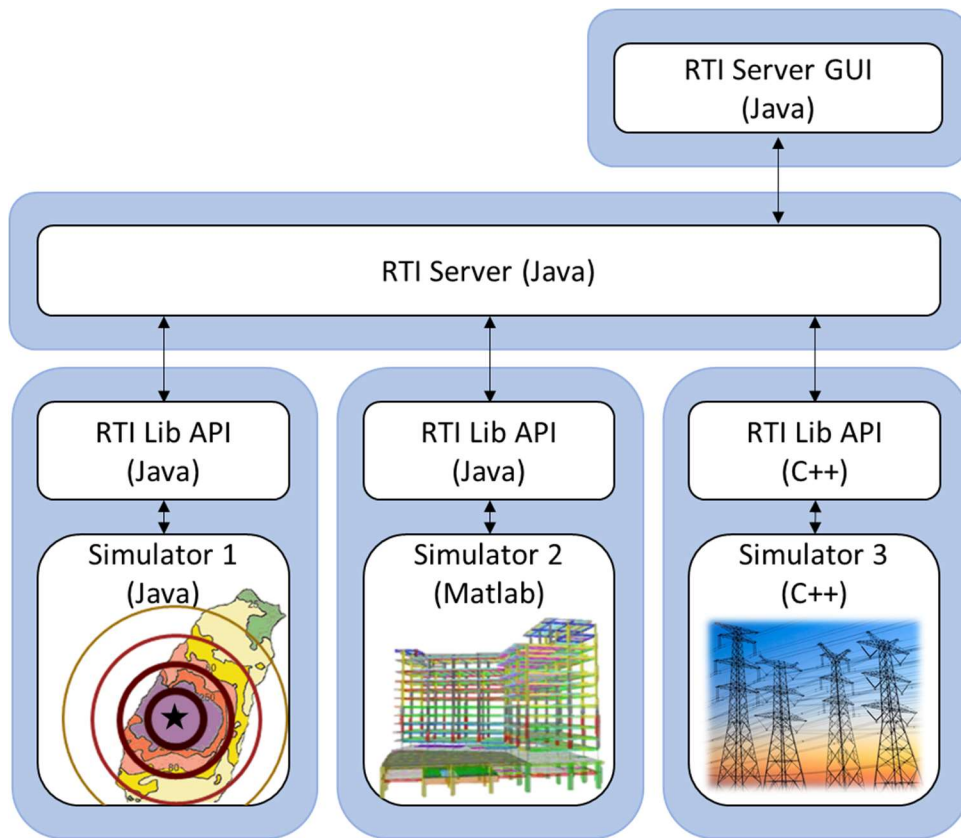 RTI Server GUI
(Java)
RTI Server (Java)
RTI Lib API
(Java)
RTI Lib API
(Java)
RTI Lib API
(C++)
Simulator 1
(Java)
Simulator 2
(Matlab)
Simulator 3
(C++)
80